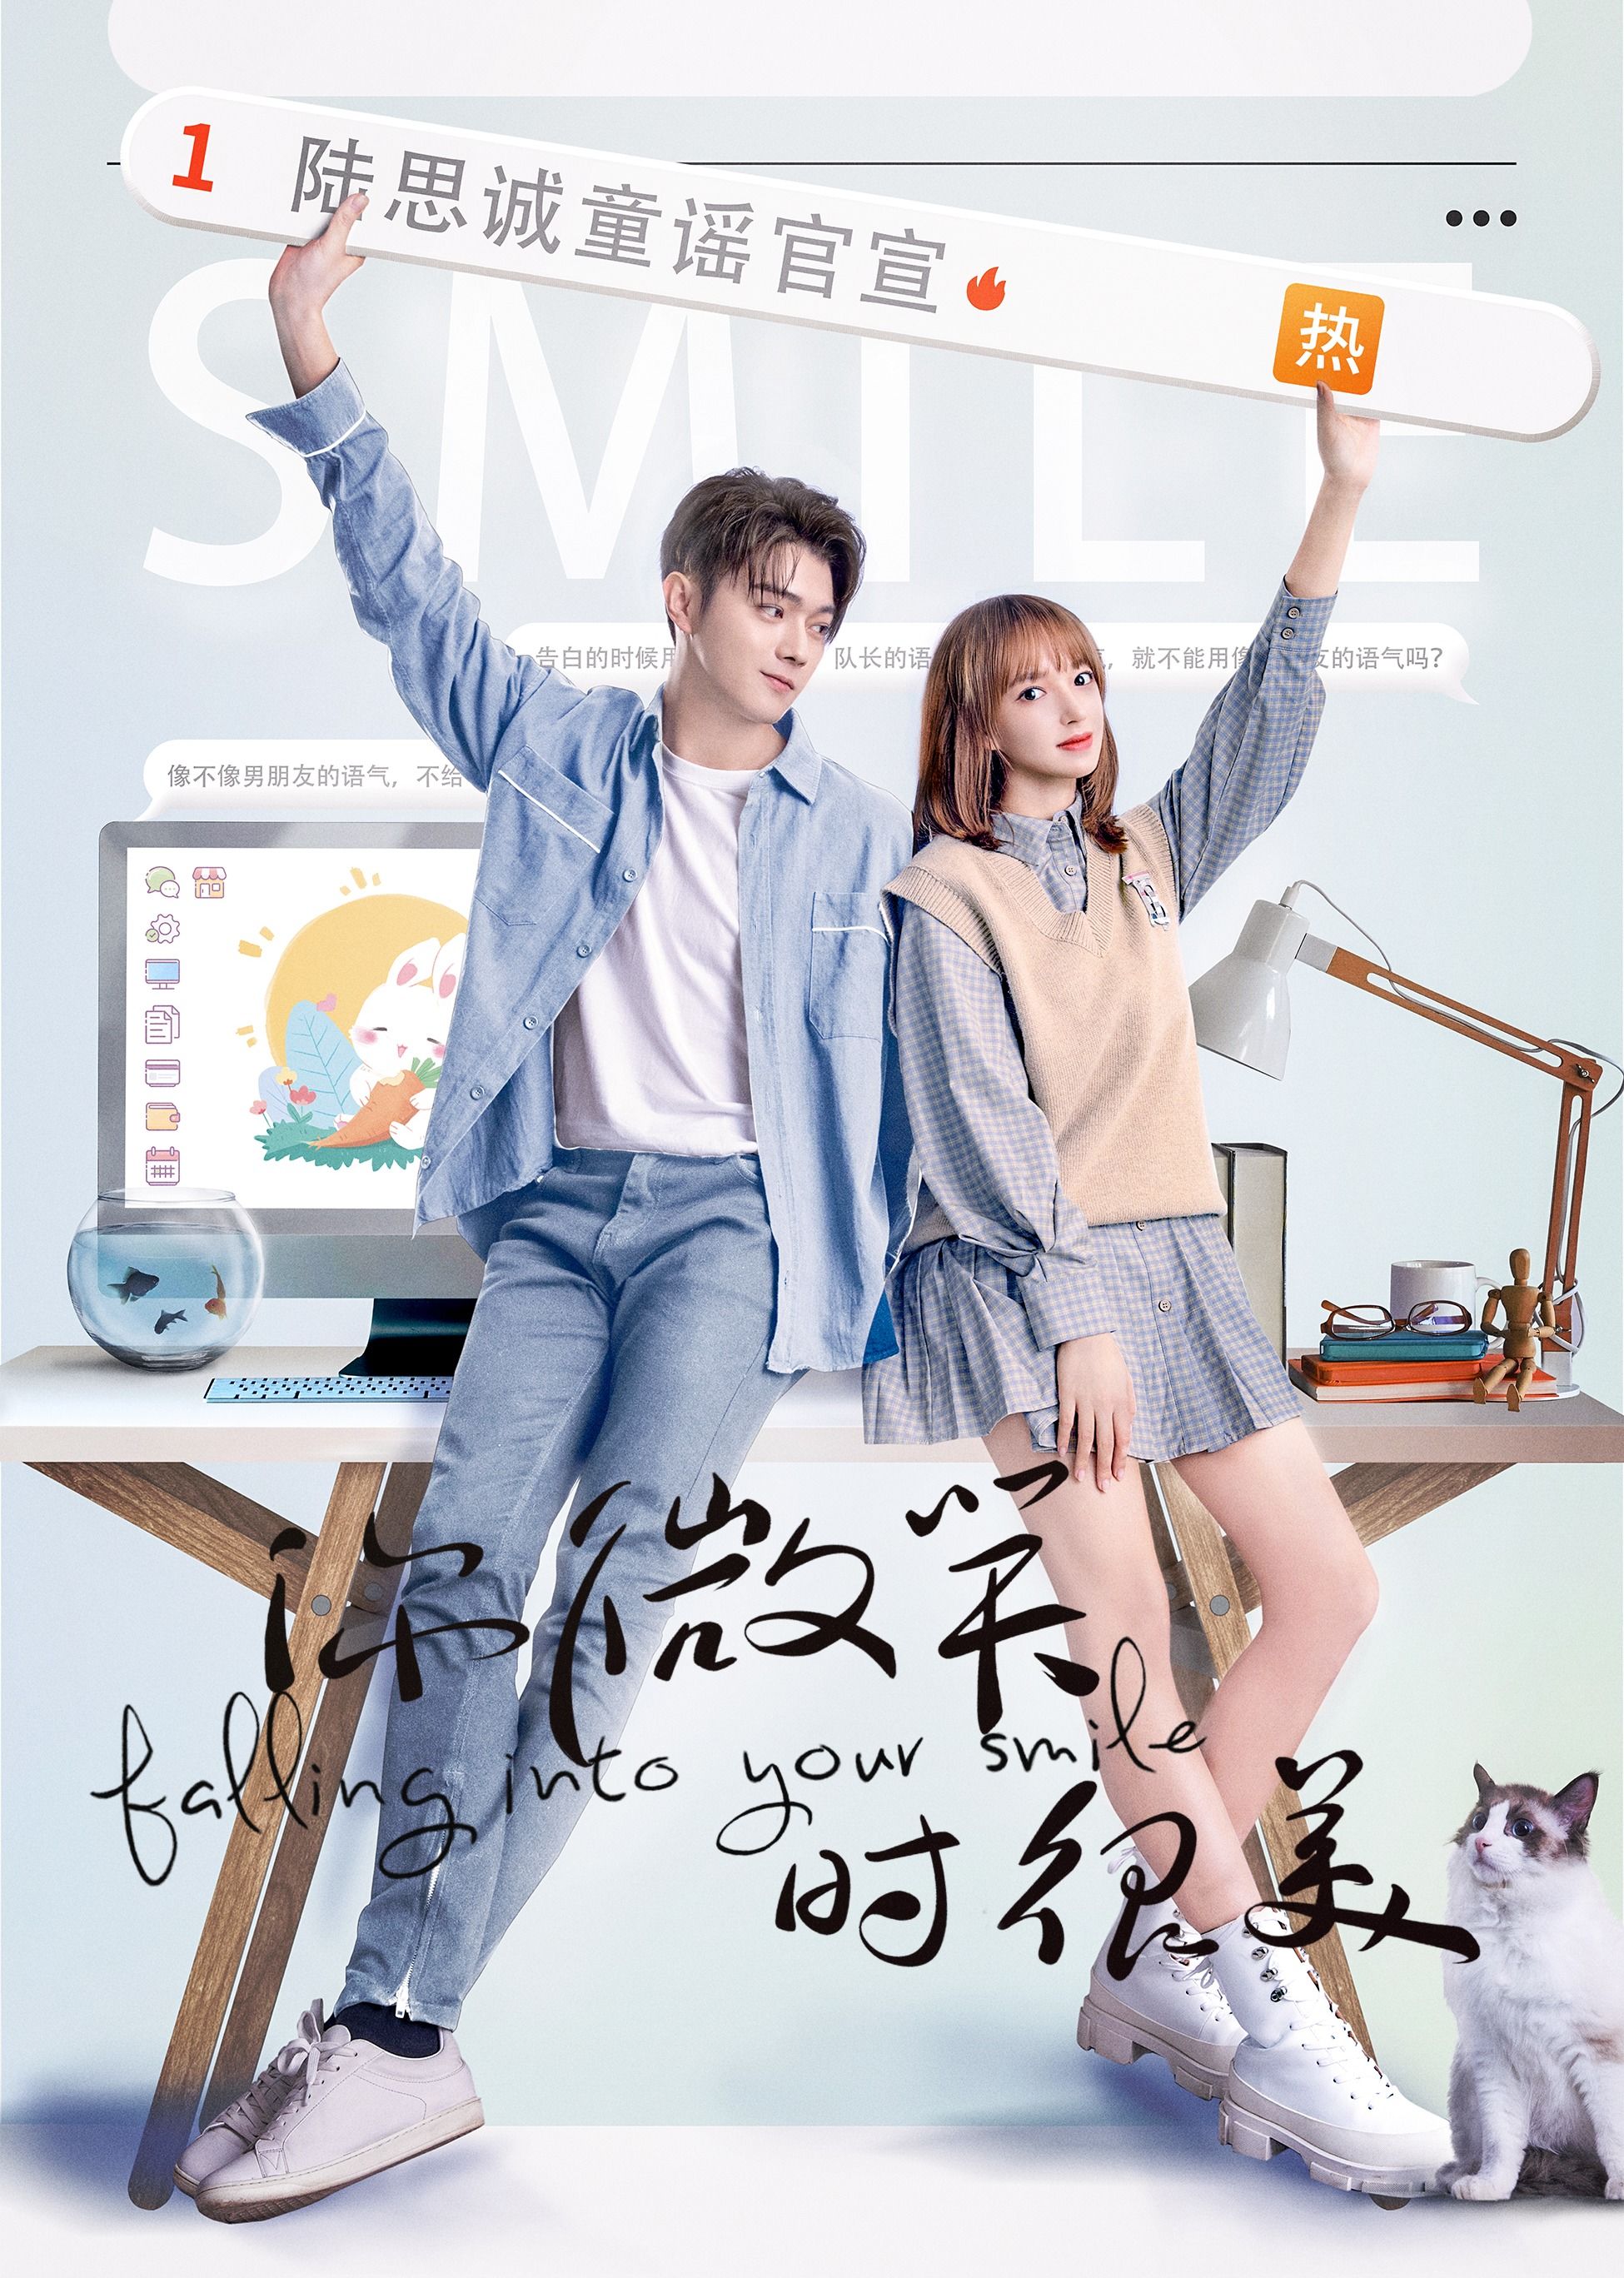 1 陆思诚童谣官宣 热
SMILE
告白的时候用 队长的语 ，就不能用像 友的语气吗？
像不像男朋友的语气，不给
你微笑
falling into your smile
时很美